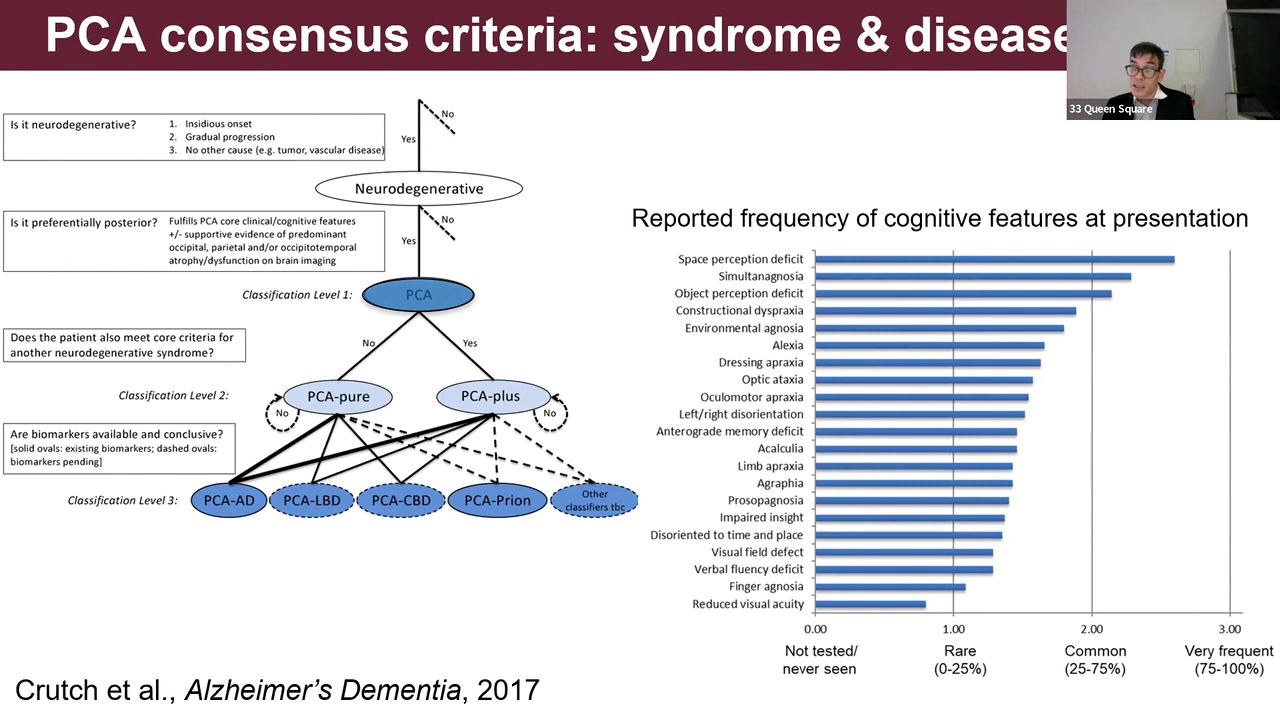 PCA consensus criteria: syndrome & disease
33 Queen Square
Is it neurodegenerative?
1. Insidious onset
2. Gradual progression
3. No other cause (e.g. tumor, vascular disease)
No
Yes
Neurodegenerative
Is it preferentially posterior?
Fulfills PCA core clinical/cognitive features
+/- supportive evidence of predominant
occipital, parietal and/or occipitotemporal
atrophy/dysfunction on brain imaging
No
Yes
Classification Level 1:
PCA
Does the patient also meet core criteria for
another neurodegenerative syndrome?
No
Yes
Classification Level 2:
PCA-pure
PCA-plus
No
No
Are biomarkers available and conclusive?
[solid ovals: existing biomarkers; dashed ovals:
biomarkers pending]
Classification Level 3:
PCA-AD
PCA-LBD
PCA-CBD
PCA-Prion
Other
classifiers tbc
Reported frequency of cognitive features at presentation
Space perception deficit
Simultanagnosia
Object perception deficit
Constructional dyspraxia
Environmental agnosia
Alexia
Dressing apraxia
Optic ataxia
Oculomotor apraxia
Left/right disorientation
Anterograde memory deficit
Acalculia
Limb apraxia
Agraphia
Prosopagnosia
Impaired insight
Disoriented to time and place
Visual field defect
Verbal fluency deficit
Finger agnosia
Reduced visual acuity
0.00 1.00 2.00 3.00
Not tested/ Rare Common Very frequent
never seen (0-25%) (25-75%) (75-100%)
Crutch et al., Alzheimer's Dementia, 2017